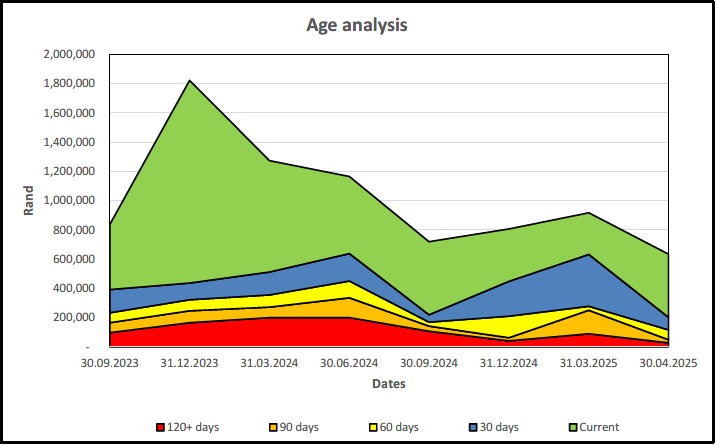 Age analysis
2,000,000
1,800,000
1,600,000
1,400,000
1,200,000
1,000,000
800,000
600,000
400,000
200,000
-
Rand
30.09.2023 31.12.2023 31.03.2024 30.06.2024 30.09.2024 31.12.2024 31.03.2025 30.04.2025
Dates
120+ days 90 days 60 days 30 days Current